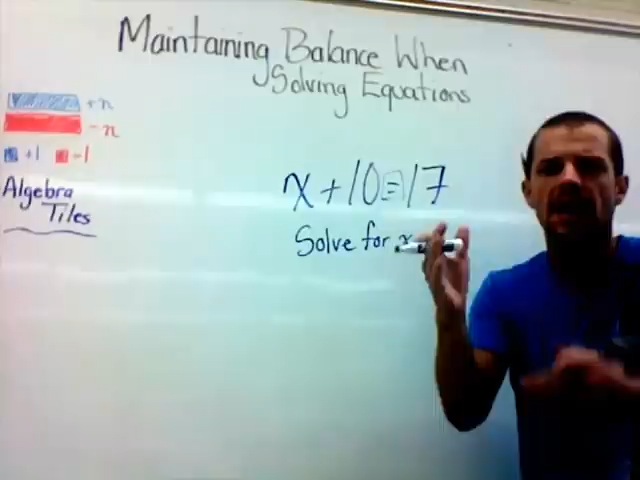 Maintaining Balance When
Solving Equations
+n
-n
+1 -1
Algebra
Tiles
x+10=17
Solve for x